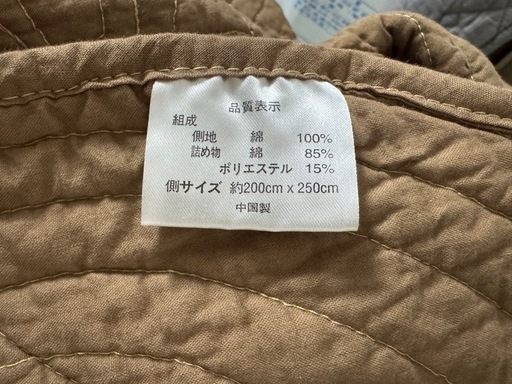 品質表示
組成
側地 綿 100%
詰め物 綿 85%
ポリエステル 15%
側サイズ 約200cm x 250cm
中国製